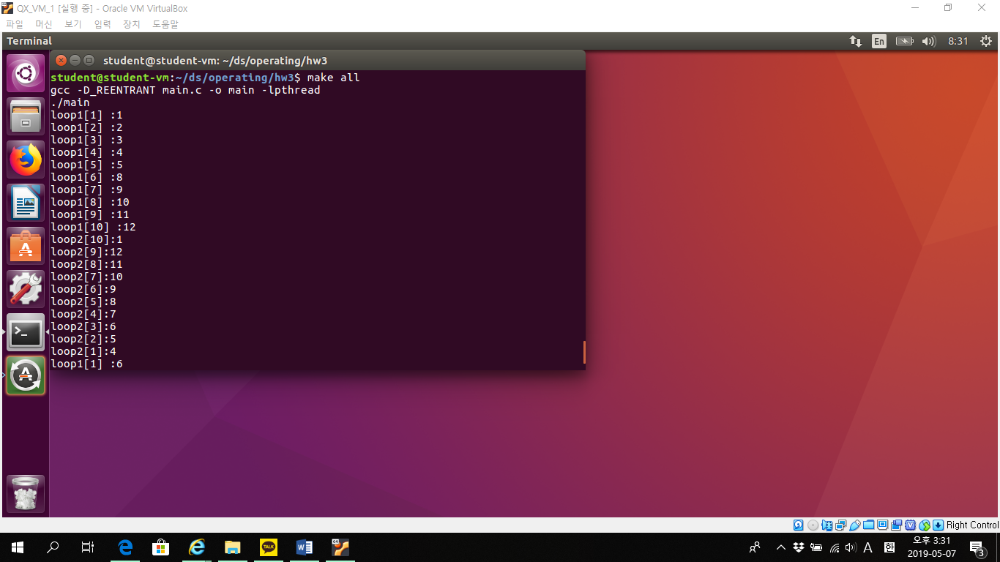 QX_VM_1 [실행 중] - Oracle VM VirtualBox
파일 머신 보기 입력 장치 도움말
Terminal En 8:31
student@student-vm: ~/ds/operating/hw3
student@student-vm:~/ds/operating/hw3$ make all
gcc -D_REENTRANT main.c -o main -lpthread
./main
loop1[1] :1
loop1[2] :2
loop1[3] :3
loop1[4] :4
loop1[5] :5
loop1[6] :8
loop1[7] :9
loop1[8] :10
loop1[9] :11
loop1[10] :12
loop2[10]:1
loop2[9]:12
loop2[8]:11
loop2[7]:10
loop2[6]:9
loop2[5]:8
loop2[4]:7
loop2[3]:6
loop2[2]:5
loop2[1]:4
loop1[1] :6
Right Control
TALK
A 한 오후 3:31
2019-05-07
3